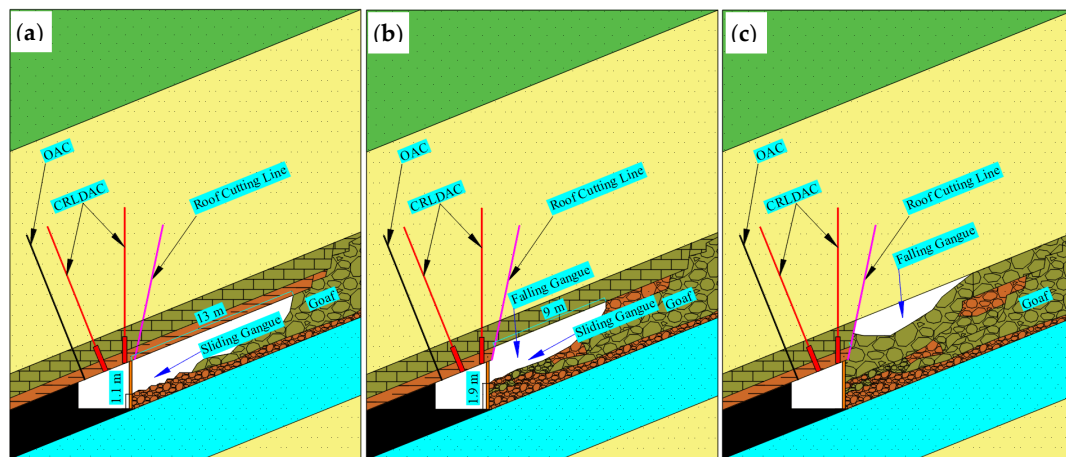 (a)
OAC
CRLDAC
Roof Cutting Line
13 m
Goaf
Sliding Gangue
1.1 m
(b)
OAC
CRLDAC
Roof Cutting Line
Falling Gangue
9 m
Goaf
Sliding Gangue
1.9 m
(c)
OAC
CRLDAC
Roof Cutting Line
Falling Gangue
Goaf